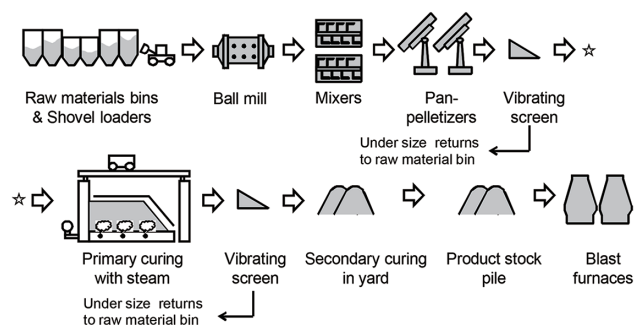 Raw materials bins
& Shovel loaders
Ball mill
Mixers
Pan-
pelletizers
Vibrating
screen
Under size returns
to raw material bin
Primary curing
with steam
Vibrating
screen
Secondary curing
in yard
Product stock
pile
Blast
furnaces
Under size returns
to raw material bin